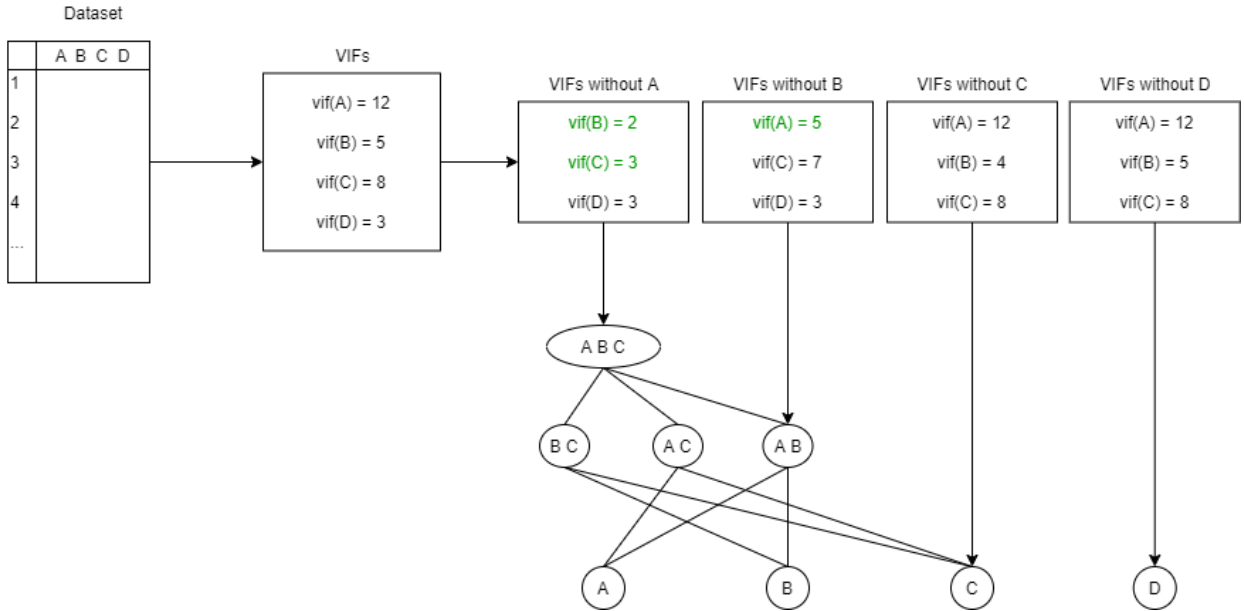 Dataset
A B C D
1
2
3
4
...
VIFs
vif(A) = 12
vif(B) = 5
vif(C) = 8
vif(D) = 3
VIFs without A
vif(B) = 2
vif(C) = 3
vif(D) = 3
VIFs without B
vif(A) = 5
vif(C) = 7
vif(D) = 3
VIFs without C
vif(A) = 12
vif(B) = 4
vif(C) = 8
VIFs without D
vif(A) = 12
vif(B) = 5
vif(C) = 8
A B C
B C
A C
A B
A
B
C
D